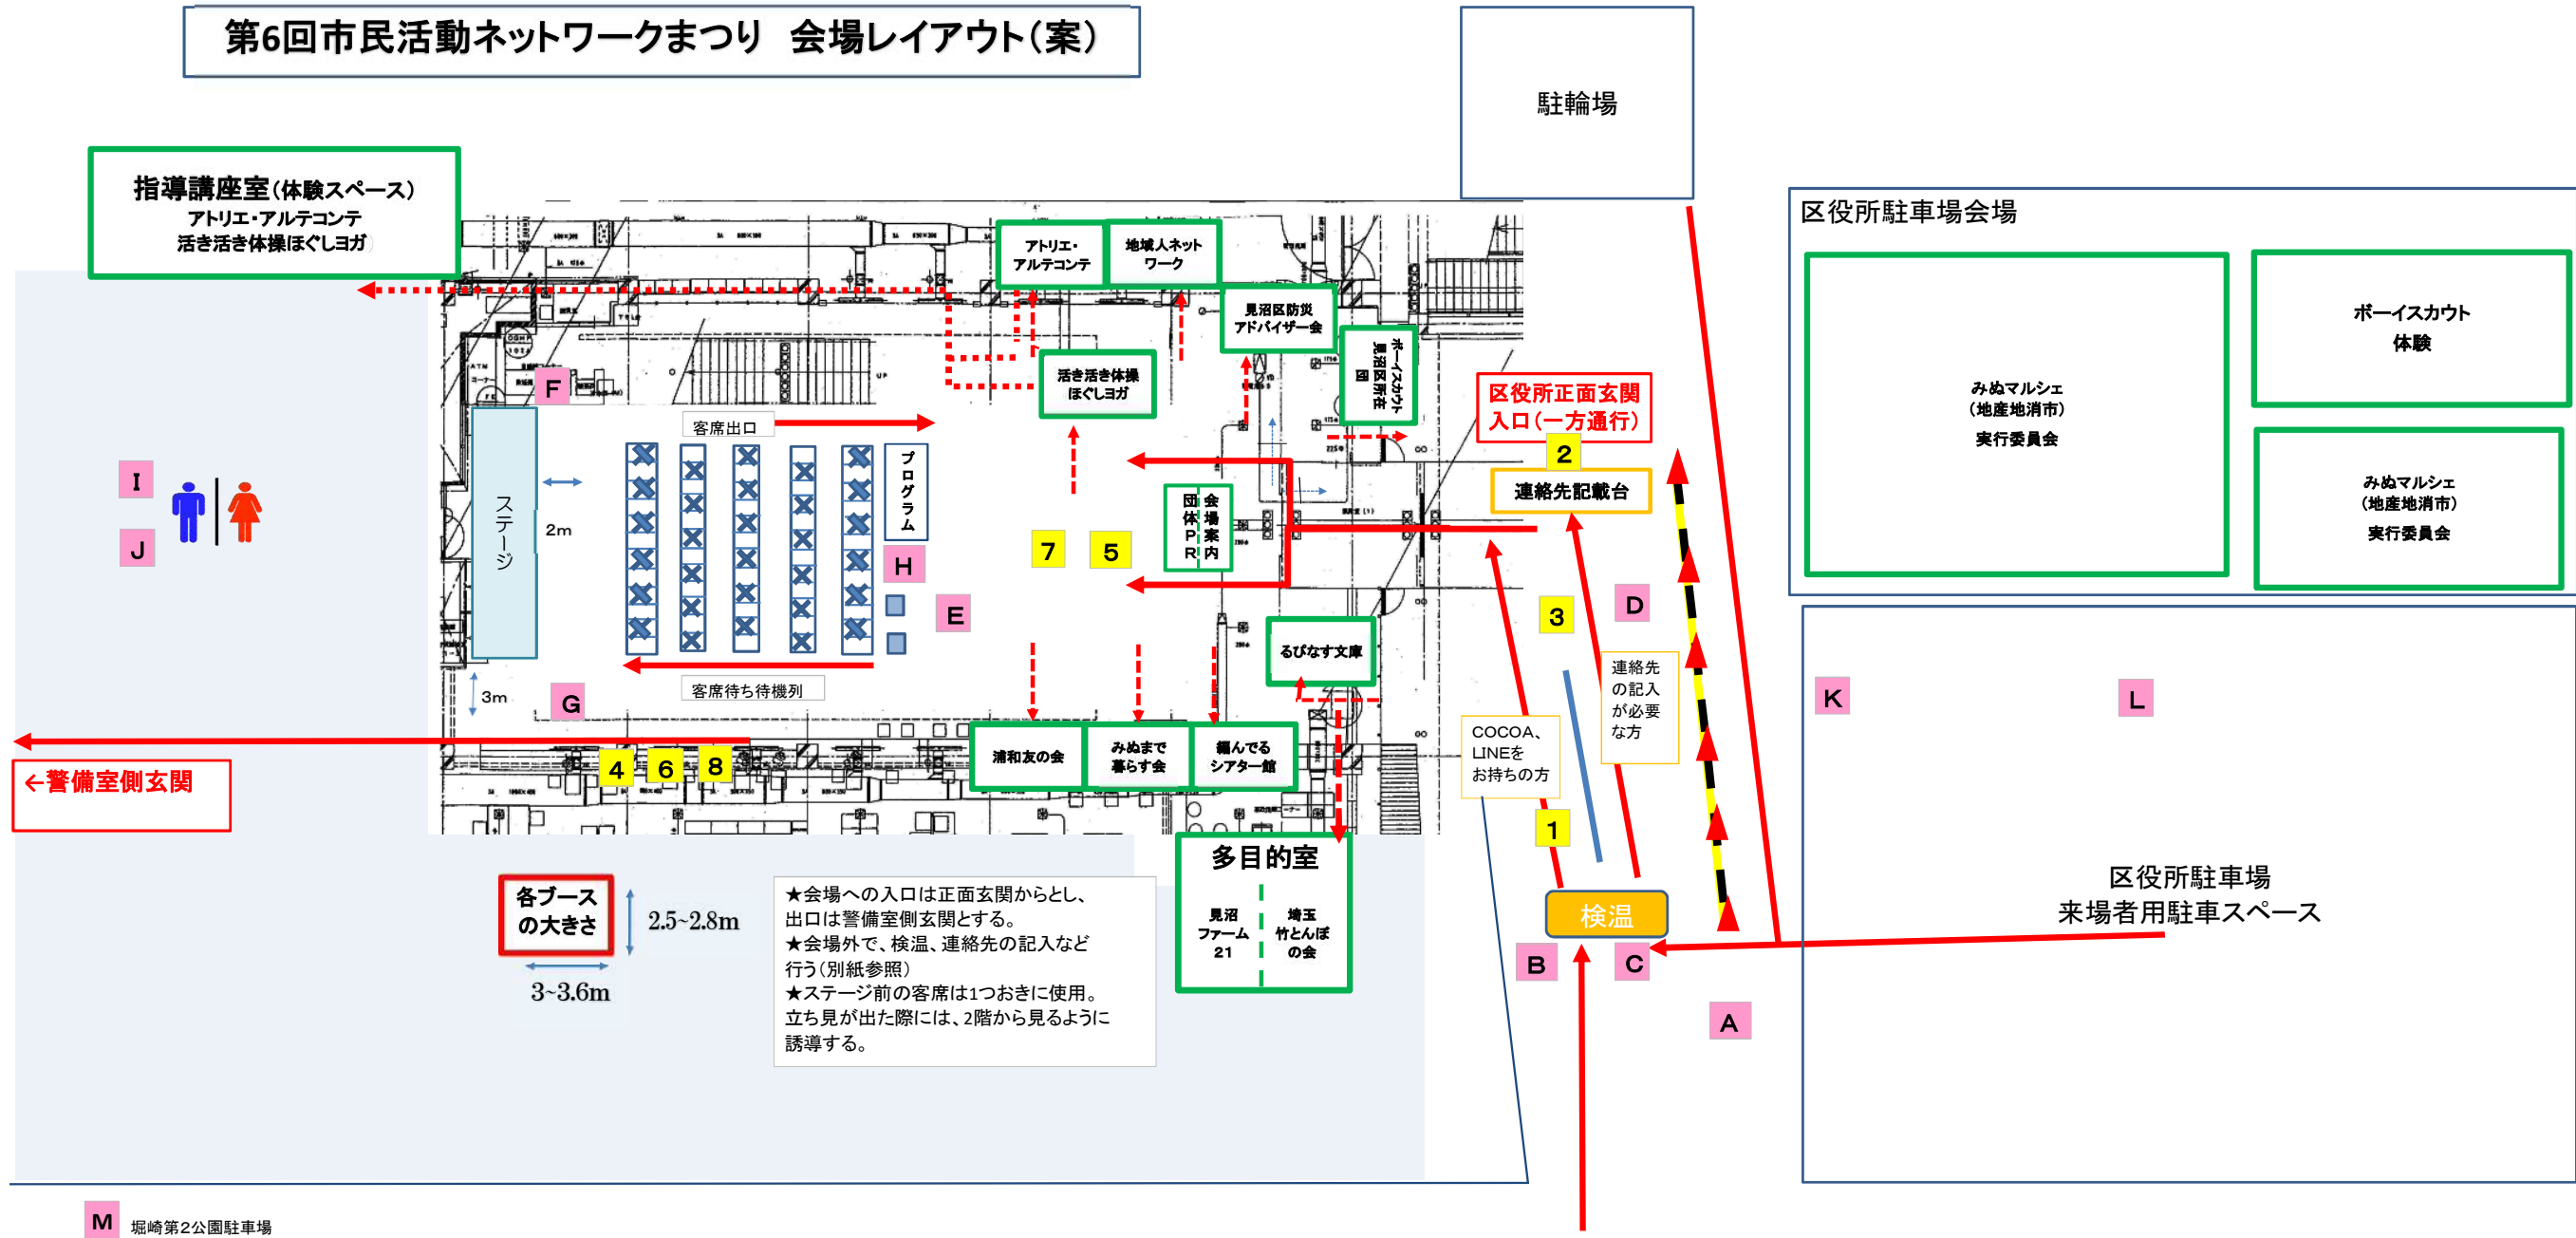 第6回市民活動ネットワークまつり　会場レイアウト（案）
駐輪場
指導講座室（体験スペース）
アトリエ・アルテコンテ
活き活き体操ほぐしヨガ
区役所駐車場会場
みぬマルシェ
（地産地消市）
実行委員会
ボーイスカウト
体験
みぬマルシェ
（地産地消市）
実行委員会
アトリエ・
アルテコンテ
地域人ネット
ワーク
見沼区防災
アドバイザー会
ボーイスカウト
見沼区所在
団
活き活き体操
ほぐしヨガ
UP
ATM
コーナー
F
客席出口
プログラム
ステージ
2m
3m
I
J
H
E
G
7
5
団体PR
会場案内
区役所正面玄関
入口（一方通行）
2
連絡先記載台
3
D
連絡先
の記入
が必要
な方
COCOA、
LINEを
お持ちの方
1
るびなす文庫
客席待ち待機列
4
6
8
浦和友の会
みぬまで
暮らす会
編んでる
シアター館
←警備室側玄関
多目的室
見沼
ファーム
21
埼玉
竹とんぼ
の会
各ブース
の大きさ
2.5~2.8m
3~3.6m
★会場への入口は正面玄関からとし、
出口は警備室側玄関とする。
★会場外で、検温、連絡先の記入など
行う（別紙参照）
★ステージ前の客席は1つおきに使用。
立ち見が出た際には、2階から見るように
誘導する。
検温
B
C
A
K
L
区役所駐車場
来場者用駐車スペース
M
堀崎第2公園駐車場